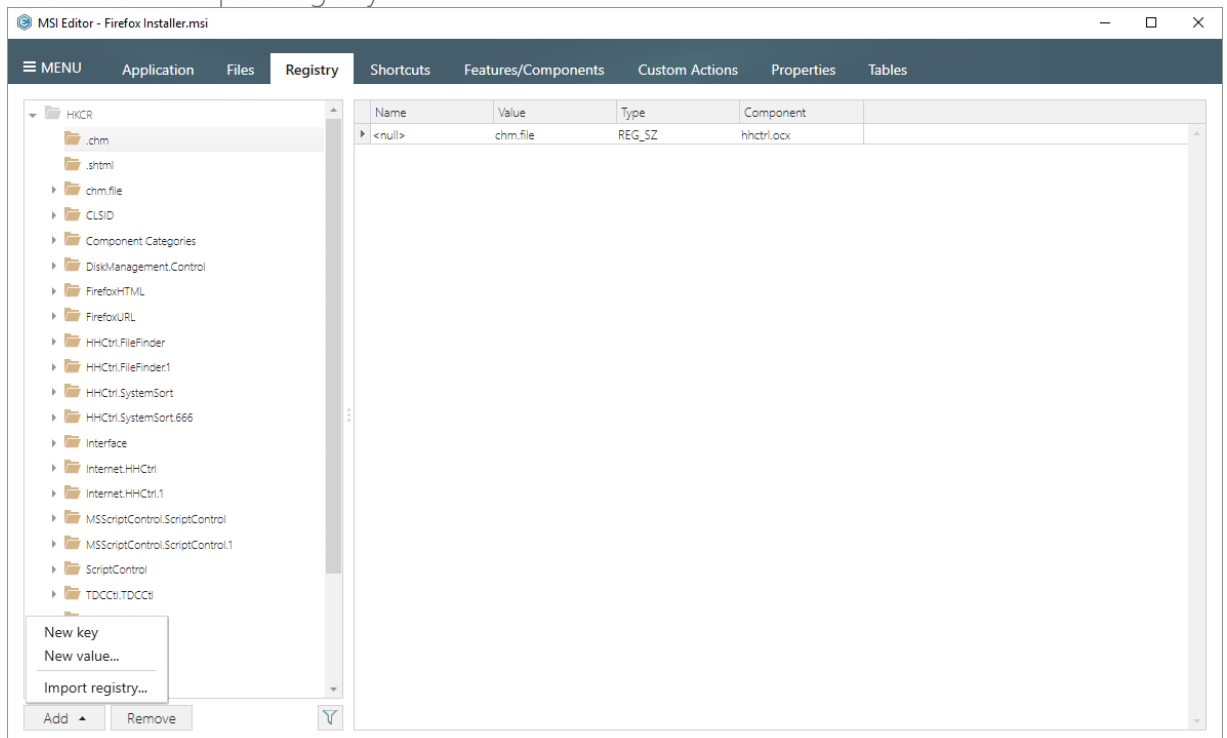 MSI Editor - Firefox Installer.msi
MENU Application Files Registry Shortcuts Features/Components Custom Actions Properties Tables
HKCR
.chm
.shtml
chm.file
CLSID
Component Categories
DiskManagement.Control
FirefoxHTML
FirefoxURL
HHCtrl.FileFinder
HHCtrl.FileFinder.1
HHCtrl.SystemSort
HHCtrl.SystemSort.666
Interface
Internet.HHCtrl
Internet.HHCtrl.1
MSScriptControl.ScriptControl
MSScriptControl.ScriptControl.1
ScriptControl
TDCCtl.TDCCtl
Name Value Type Component
<null> chm.file REG_SZ hhctrl.ocx
New key
New value...
Import registry...
Add Remove